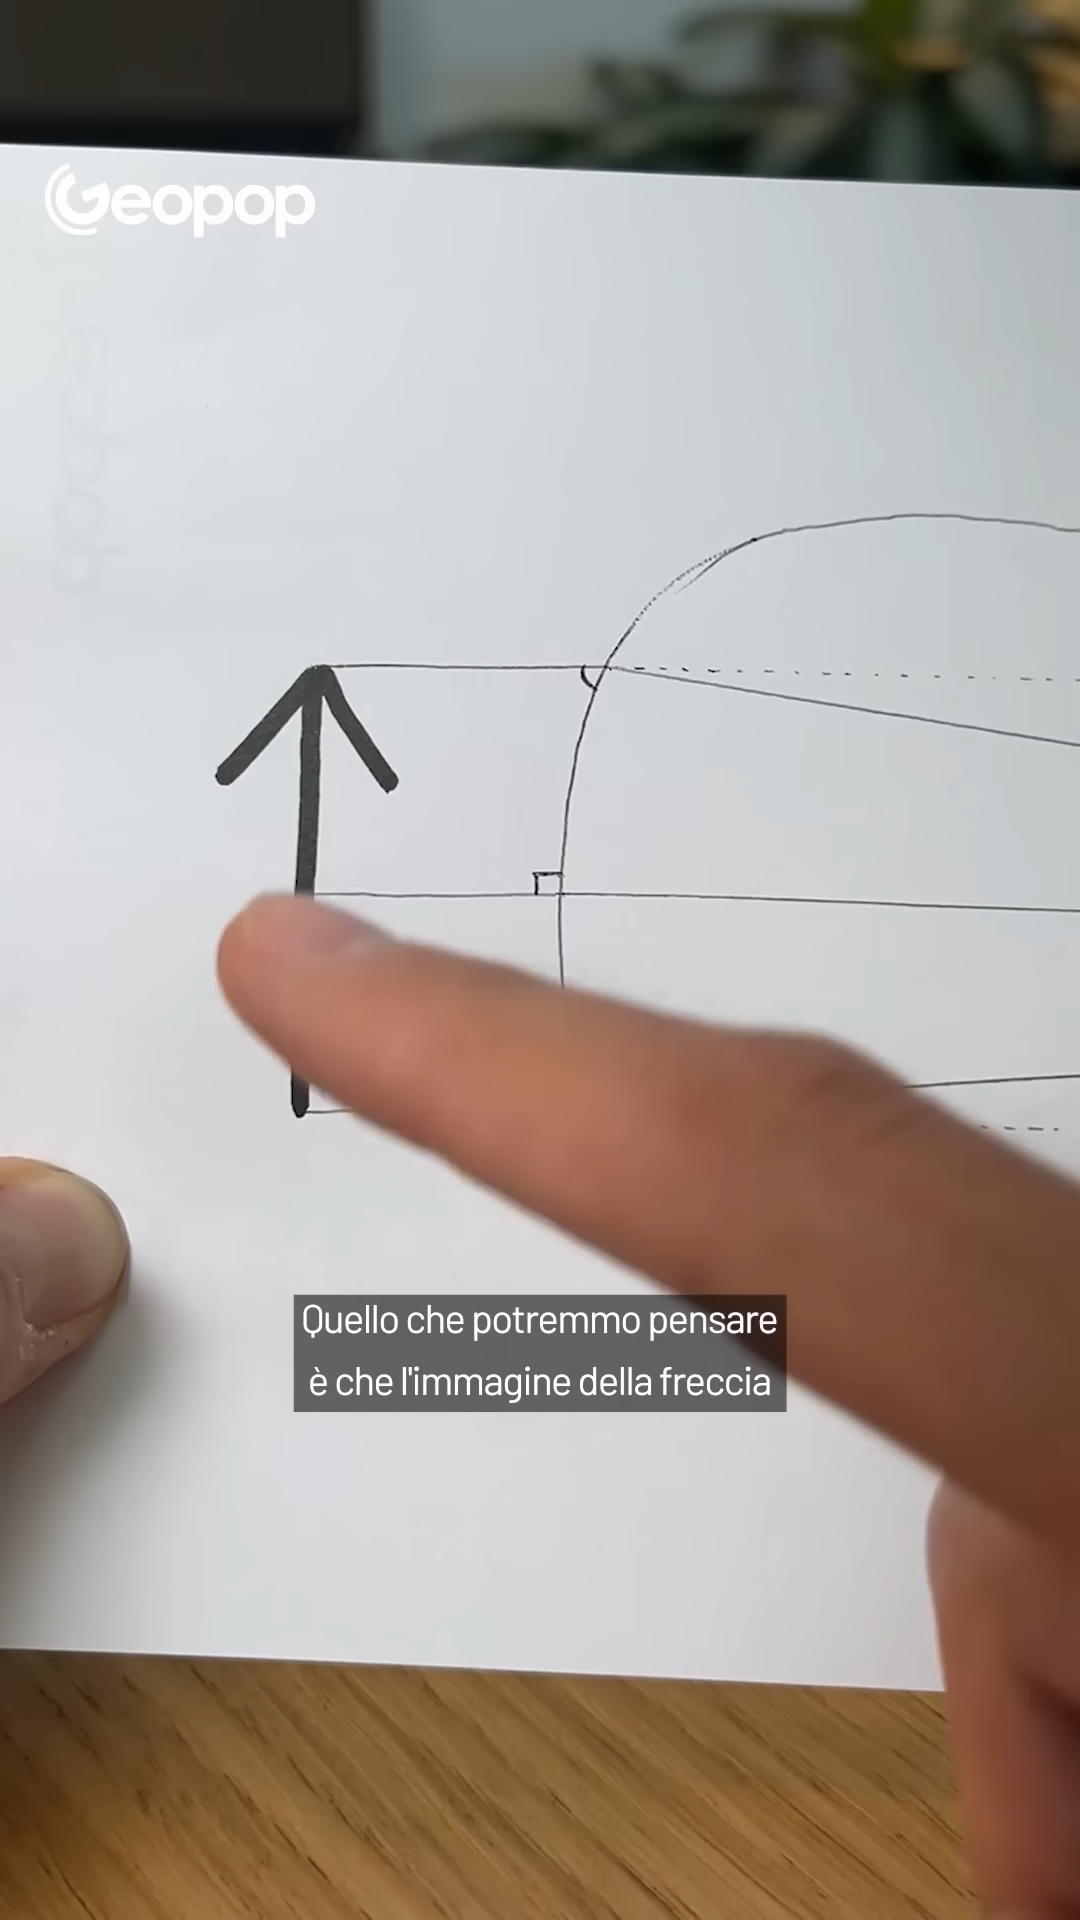 Geopop
Quello che potremmo pensare
è che l'immagine della freccia